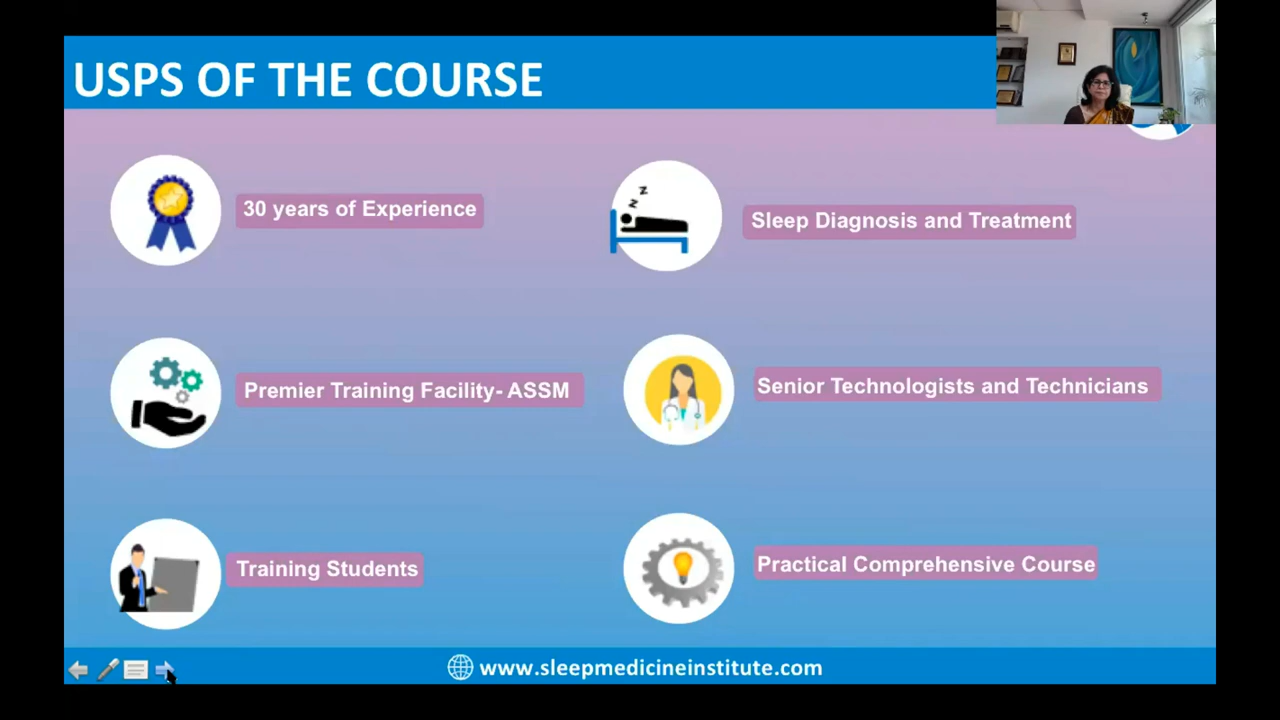 USPS OF THE COURSE
30 years of Experience
Sleep Diagnosis and Treatment
Premier Training Facility- ASSM
Senior Technologists and Technicians
Training Students
Practical Comprehensive Course
www.sleepmedicineinstitute.com